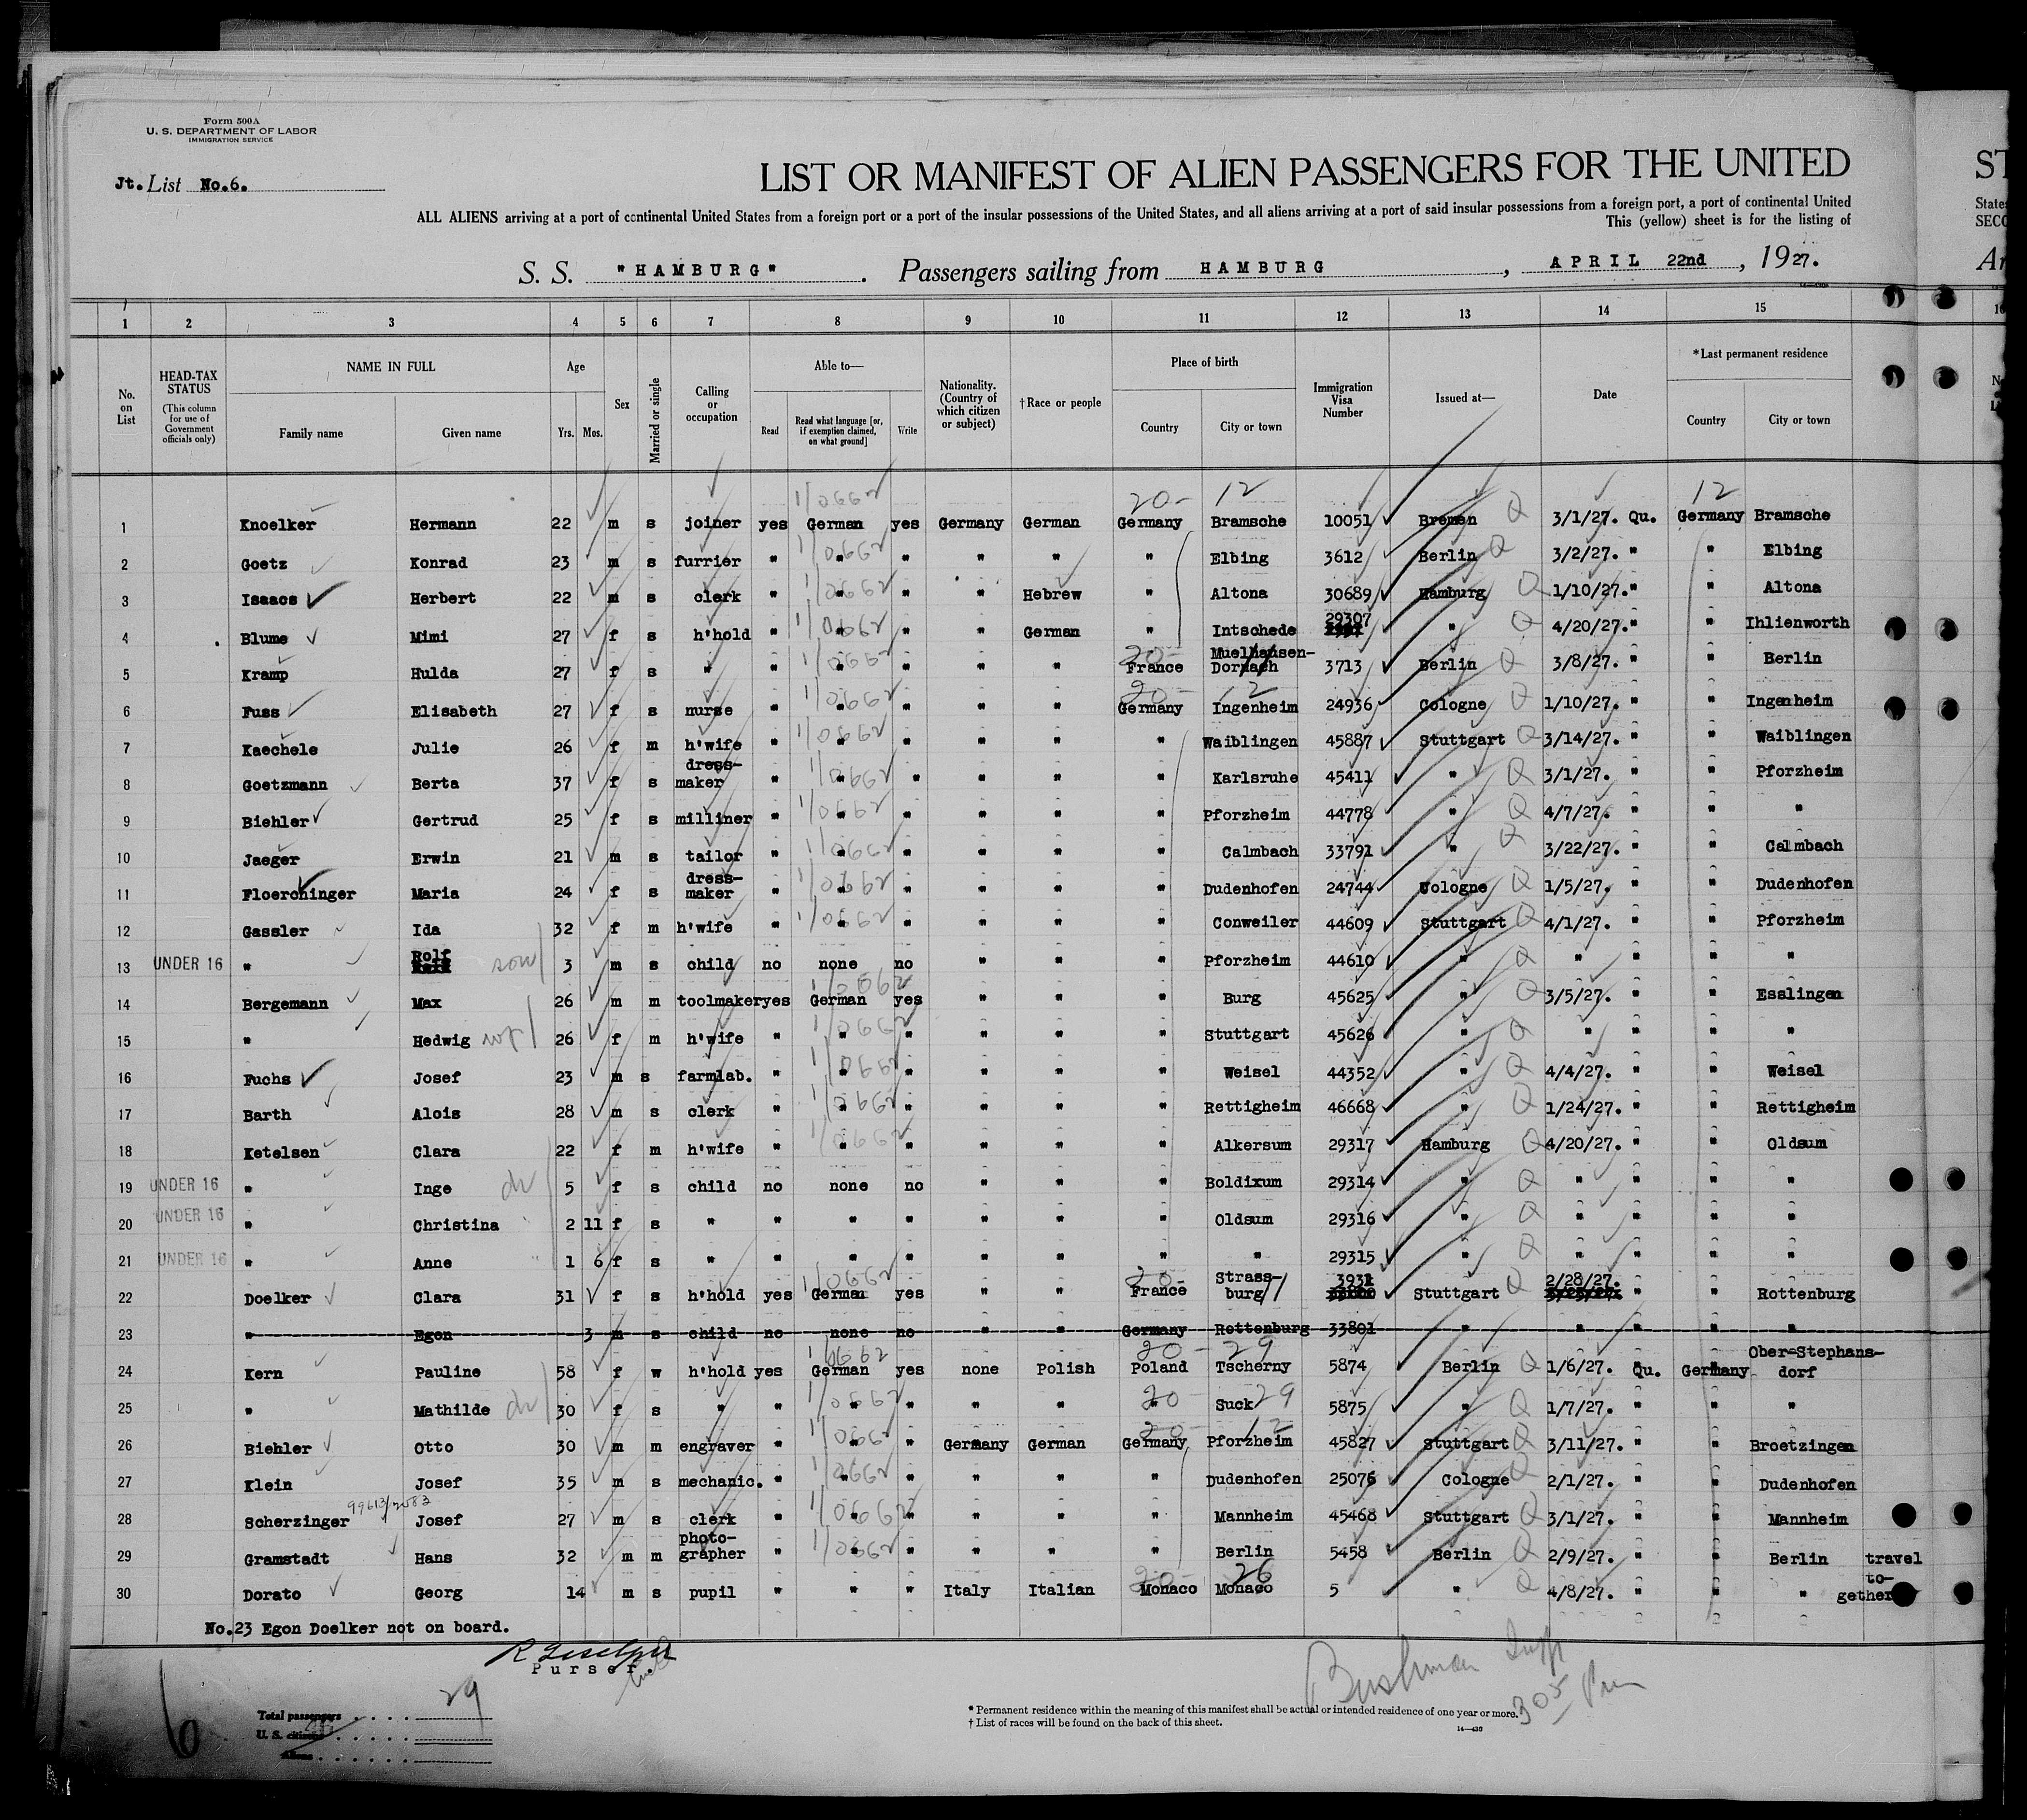 Form 500A
U. S. DEPARTMENT OF LABOR
IMMIGRATION SERVICE
Jt. List No.6.
LIST OR MANIFEST OF ALIEN PASSENGERS FOR THE UNITED
ST
ALL ALIENS arriving at a port of continental United States from a foreign port or a port of the insular possessions of the United States, and all aliens arriving at a port of said insular possessions from a foreign port, a port of continental United
States
This (yellow) sheet is for the listing of
SECO
S. S. "HAMBURG". Passengers sailing from HAMBURG, APRIL 22nd, 1927.
Ar
1 2 3 4 5 6 7 8 9 10 11 12 13 14 15
No. on List
HEAD-TAX STATUS (This column for use of Government officials only)
NAME IN FULL
Family name Given name
Age
Yrs. Mos.
Sex
Married or single
Calling or occupation
Able to—
Read
Read what language [or, if exemption claimed, on what ground]
Write
Nationality. (Country of which citizen or subject)
† Race or people
Place of birth
Country City or town
Immigration Visa Number
Issued at—
Date
*Last permanent residence
Country City or town
20- 12 12
1 Knoelker Hermann 22 m s joiner yes German yes Germany German Germany Bramsche 10051 Bremen Q 3/1/27. Qu. Germany Bramsche
2 Goetz Konrad 23 m s furrier " " " " " " Elbing 3612 Berlin Q 3/2/27. " " Elbing
3 Isaacs Herbert 22 m s clerk " " " " Hebrew " Altona 30689 Hamburg Q 1/10/27. " " Altona
4 Blume Mimi 27 f s h'hold " " " " German " Intschede 29307 " Q 4/20/27. " " Ihlienworth
5 Kramp Hulda 27 f s " " " " " " France Muelhausen-Dornach 3713 Berlin Q 3/8/27. " " Berlin
6 Fuss Elisabeth 27 f s nurse " " " " " Germany Ingenheim 24936 Cologne Q 1/10/27. " " Ingenheim
7 Kaechele Julie 26 f m h'wife " " " " " " Waiblingen 45887 Stuttgart Q 3/14/27. " " Waiblingen
8 Goetzmann Berta 37 f s dress-maker " " " " " " Karlsruhe 45411 " Q 3/1/27. " " Pforzheim
9 Biehler Gertrud 25 f s milliner " " " " " " Pforzheim 44778 " Q 4/7/27. " " "
10 Jaeger Erwin 21 m s tailor " " " " " " Calmbach 33791 " Q 3/22/27. " " Calmbach
11 Floerchinger Maria 24 f s dress-maker " " " " " " Dudenhofen 24744 Cologne Q 1/5/27. " " Dudenhofen
12 Gassler Ida 32 f m h'wife " " " " " " Conweiler 44609 Stuttgart Q 4/1/27. " " Pforzheim
13 UNDER 16 " Rolf son 3 m s child no none no " " " Pforzheim 44610 " Q " " " "
14 Bergemann Max 26 m m toolmaker yes German yes " " " Burg 45625 " Q 3/5/27. " " Esslingen
15 " Hedwig wf 26 f m h'wife " " " " " " Stuttgart 45626 " Q " " " "
16 Fuchs Josef 23 m s farmlab. " " " " " " Weisel 44352 " Q 4/4/27. " " Weisel
17 Barth Alois 28 m s clerk " " " " " " Rettigheim 46668 " Q 1/24/27. " " Rettigheim
18 Ketelsen Clara 22 f m h'wife " " " " " " Alkersum 29317 Hamburg Q 4/20/27. " " Oldsum
19 UNDER 16 " Inge 5 f s child no none no " " " Boldixum 29314 " Q " " " "
20 UNDER 16 " Christina 2 11 f s " " " " " " " Oldsum 29316 " Q " " " "
21 UNDER 16 " Anne 1 6 f s " " " " " " " " 29315 " Q " " " "
22 Doelker Clara 31 f s h'hold yes German yes " " France Strass-burg 3931 Stuttgart Q 2/28/27. " " Rottenburg
23 " Egon 3 m s child no none no " " Germany Rottenburg 33801 " " " " "
24 Kern Pauline 58 f w h'hold yes German yes none Polish Poland Tscherny 5874 Berlin Q 1/6/27. Qu. Germany Ober-Stephans-dorf
25 " Mathilde 30 f s " " " " " " " Suck 29 5875 " Q 1/7/27. " " "
26 Biehler Otto 30 m m engraver " " " Germany German Germany Pforzheim 45827 Stuttgart Q 3/11/27. " " Broetzingen
27 Klein Josef 35 m s mechanic. " " " " " " Dudenhofen 25076 Cologne Q 2/1/27. " " Dudenhofen
28 Scherzinger Josef 27 m s clerk " " " " " " Mannheim 45468 Stuttgart Q 3/1/27. " " Mannheim
29 Gramstadt Hans 32 m m photo-grapher " " " " " " Berlin 5458 Berlin Q 2/9/27. " " Berlin travel
30 Dorato Georg 14 m s pupil " " " Italy Italian Monaco Monaco 5 " Q 4/8/27. " " " to-gether
No.23 Egon Doelker not on board.
Purser.
29
Total passengers
U. S. citizens
Aliens
6
Bushman Insp
305
* Permanent residence within the meaning of this manifest shall be actual or intended residence of one year or more.
† List of races will be found on the back of this sheet.
14—430